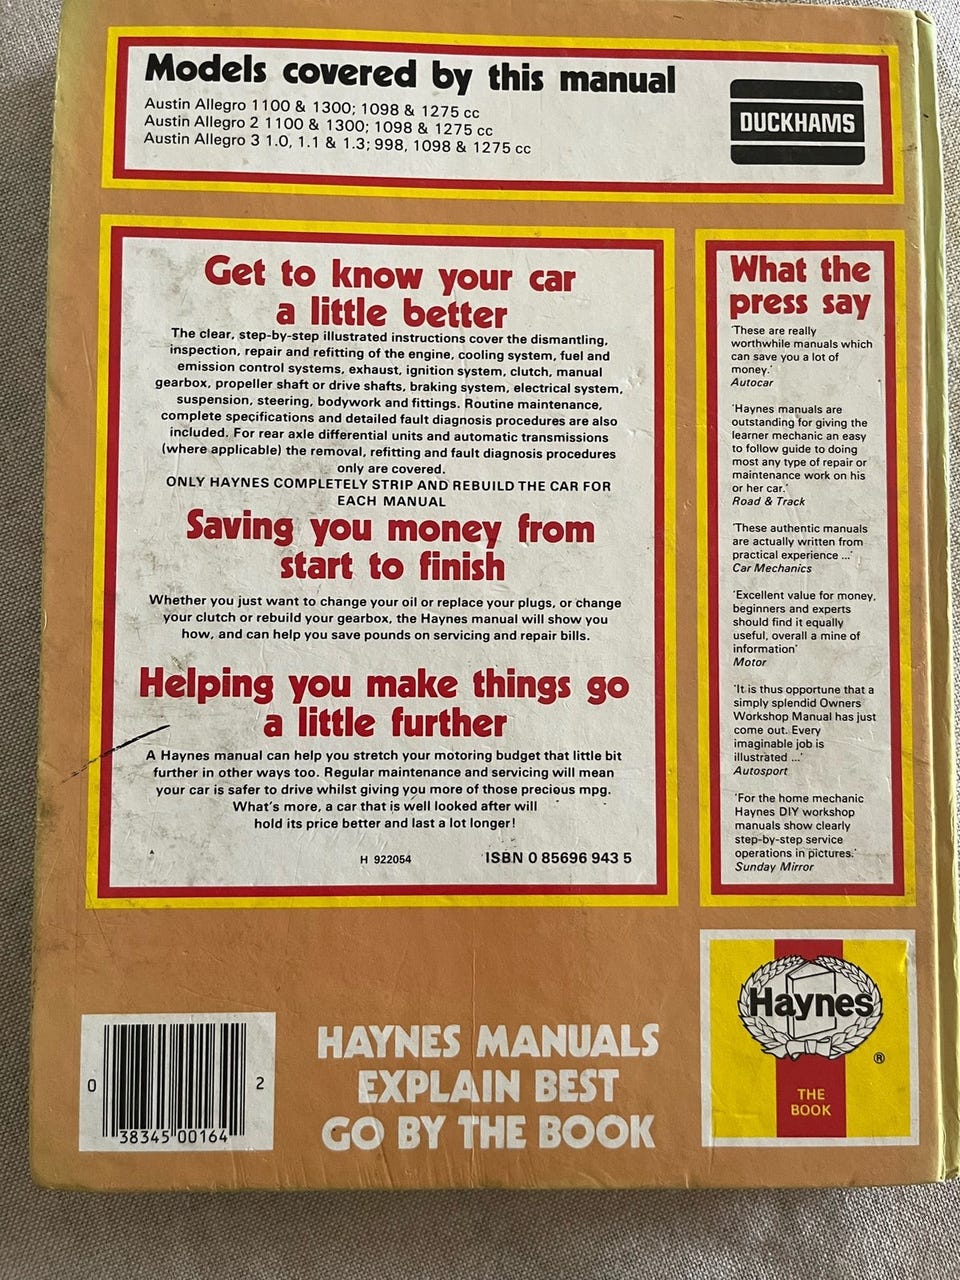 Models covered by this manual
Austin Allegro 1100 & 1300; 1098 & 1275 cc
Austin Allegro 2 1100 & 1300; 1098 & 1275 cc
Austin Allegro 3 1.0, 1.1 & 1.3; 998, 1098 & 1275 cc
DUCKHAMS
Get to know your car
a little better
The clear, step-by-step illustrated instructions cover the dismantling,
inspection, repair and refitting of the engine, cooling system, fuel and
emission control systems, exhaust, ignition system, clutch, manual
gearbox, propeller shaft or drive shafts, braking system, electrical system,
suspension, steering, bodywork and fittings. Routine maintenance,
complete specifications and detailed fault diagnosis procedures are also
included. For rear axle differential units and automatic transmissions
(where applicable) the removal, refitting and fault diagnosis procedures
only are covered.
ONLY HAYNES COMPLETELY STRIP AND REBUILD THE CAR FOR
EACH MANUAL
Saving you money from
start to finish
Whether you just want to change your oil or replace your plugs, or change
your clutch or rebuild your gearbox, the Haynes manual will show you
how, and can help you save pounds on servicing and repair bills.
Helping you make things go
a little further
A Haynes manual can help you stretch your motoring budget that little bit
further in other ways too. Regular maintenance and servicing will mean
your car is safer to drive whilst giving you more of those precious mpg.
What's more, a car that is well looked after will
hold its price better and last a lot longer!
H 922054
ISBN 0 85696 943 5
What the
press say
'These are really
worthwhile manuals which
can save you a lot of
money.'
Autocar
'Haynes manuals are
outstanding for giving the
learner mechanic an easy
to follow guide to doing
most any type of repair or
maintenance work on his
or her car.'
Road & Track
'These authentic manuals
are actually written from
practical experience ...'
Car Mechanics
'Excellent value for money,
beginners and experts
should find it equally
useful, overall a mine of
information'
Motor
'It is thus opportune that a
simply splendid Owners
Workshop Manual has just
come out. Every
imaginable job is
illustrated ...'
Autosport
'For the home mechanic
Haynes DIY workshop
manuals show clearly
step-by-step service
operations in pictures.'
Sunday Mirror
0 38345 00164 2
HAYNES MANUALS
EXPLAIN BEST
GO BY THE BOOK
Haynes
®
THE
BOOK